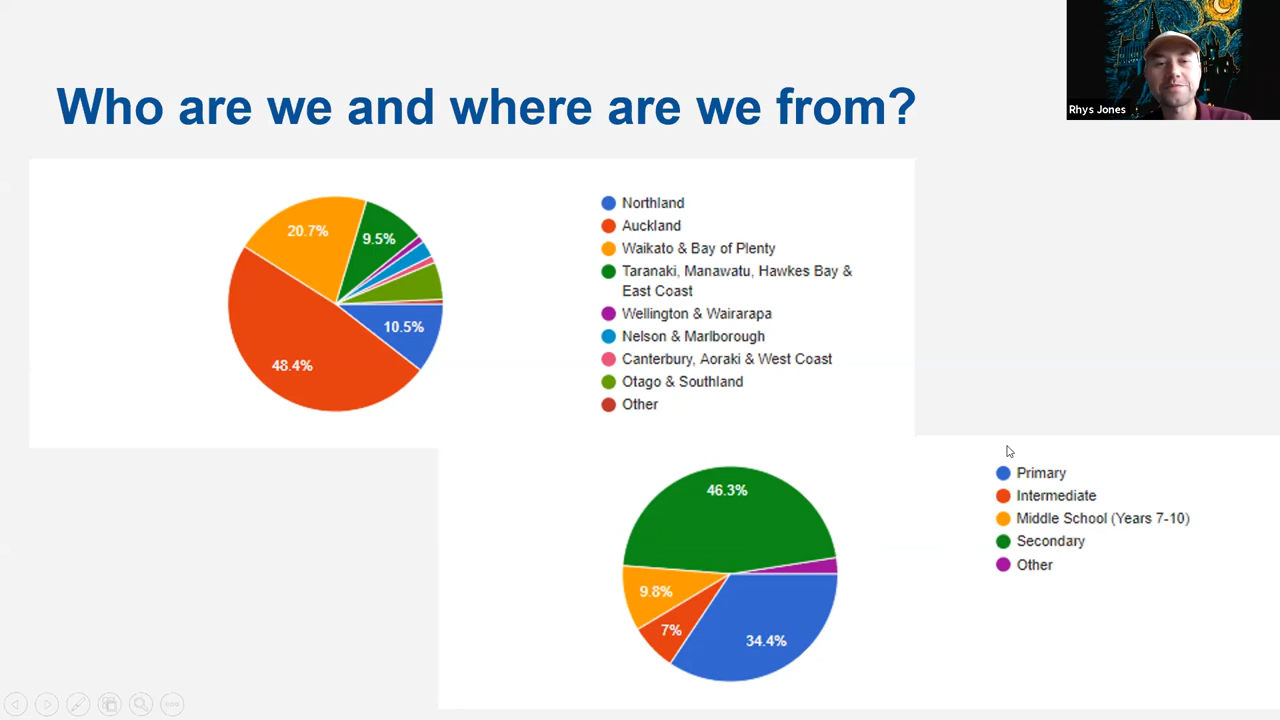 Rhys Jones
Who are we and where are we from?
20.7%
9.5%
10.5%
48.4%
Northland
Auckland
Waikato & Bay of Plenty
Taranaki, Manawatu, Hawkes Bay &
East Coast
Wellington & Wairarapa
Nelson & Marlborough
Canterbury, Aoraki & West Coast
Otago & Southland
Other
46.3%
9.8%
7%
34.4%
Primary
Intermediate
Middle School (Years 7-10)
Secondary
Other